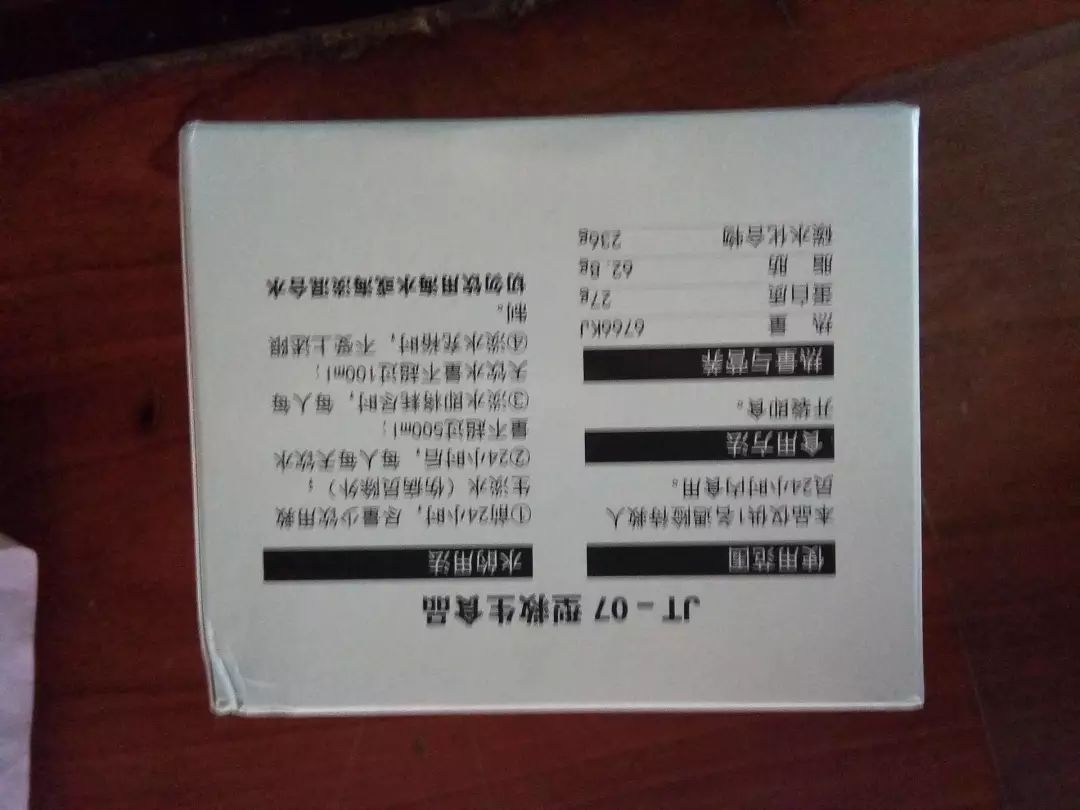 JT-07型救生食品
使用范围
本品仅供1名遇险待救人
员24小时内食用。
食用方法
开袋即食。
热量与营养
热 量 6766KJ
蛋白质 27g
脂 肪 62.8g
碳水化合物 236g
水的用法
①前24小时,尽量少饮用救
生淡水(伤病员除外);
②24小时后,每人每天饮水
量不超过500ml;
③淡水即将耗尽时,每人每
天饮水量不超过100ml;
④淡水充裕时,不受上述限
制。
切勿饮用海水或海淡混合水